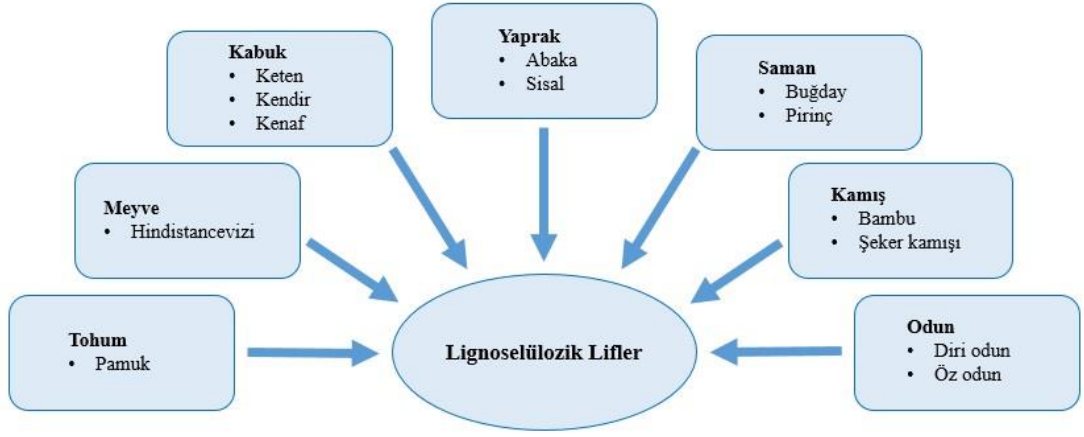 Tohum
• Pamuk
Meyve
• Hindistancevizi
Kabuk
• Keten
• Kendir
• Kenaf
Yaprak
• Abaka
• Sisal
Saman
• Buğday
• Pirinç
Kamış
• Bambu
• Şeker kamışı
Odun
• Diri odun
• Öz odun
Lignoselülozik Lifler